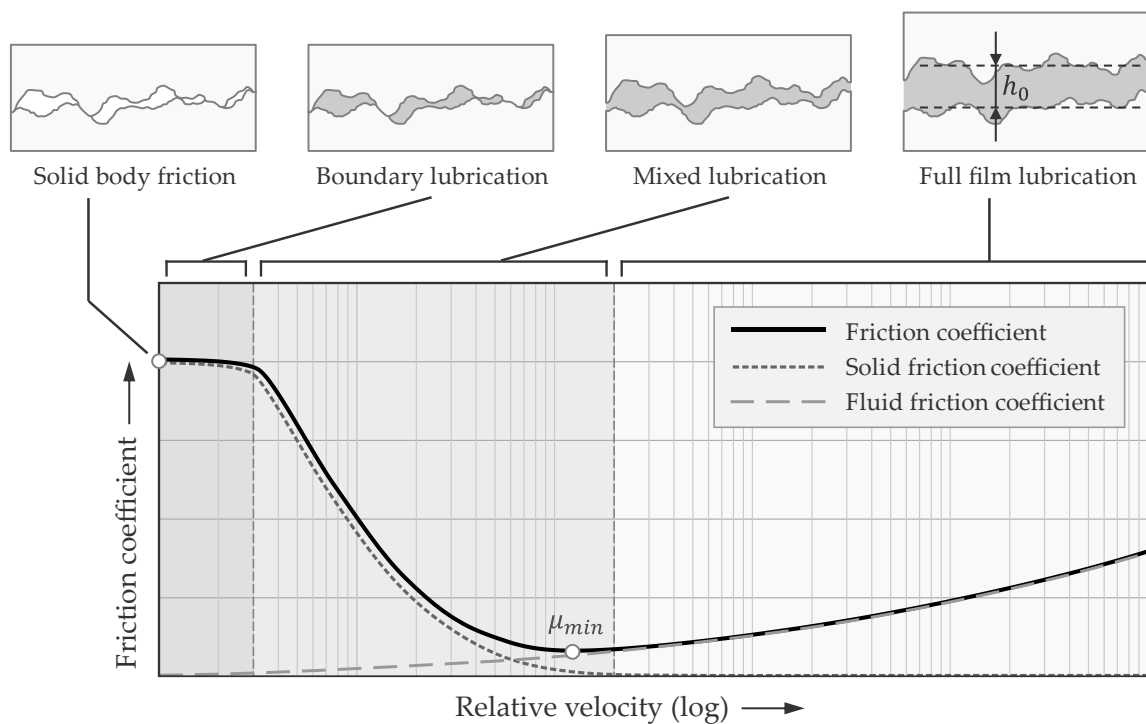 h₀
Solid body friction
Boundary lubrication
Mixed lubrication
Full film lubrication
Friction coefficient
Solid friction coefficient
Fluid friction coefficient
μmin
Friction coefficient
Relative velocity (log)